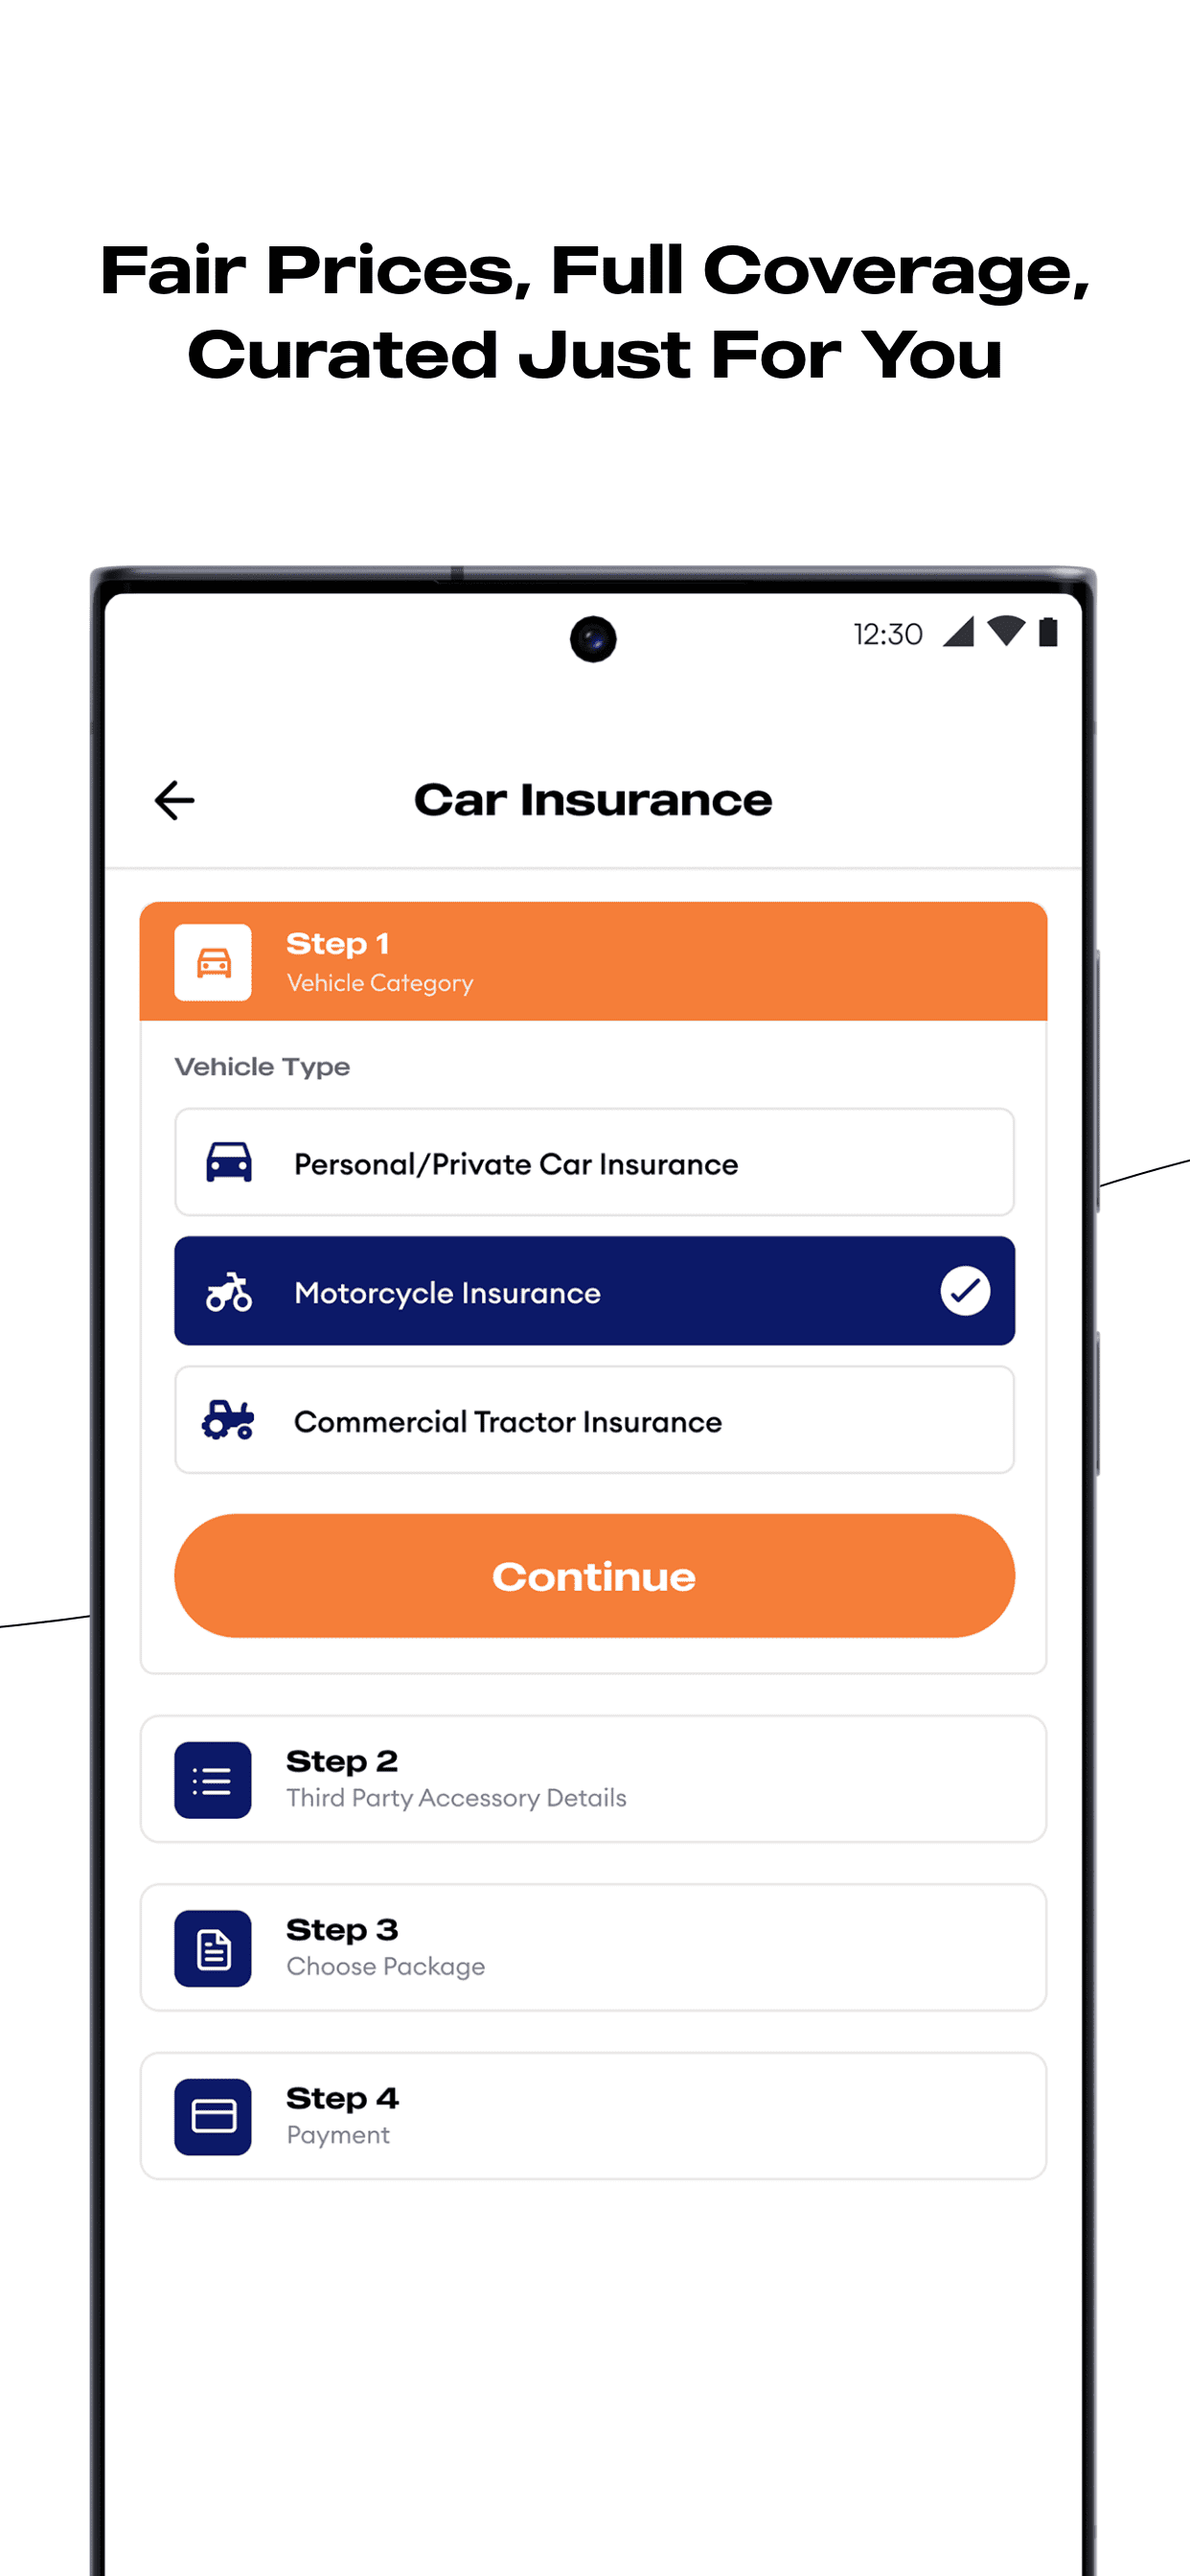 Fair Prices, Full Coverage,
Curated Just For You
12:30
Car Insurance
Step 1
Vehicle Category
Vehicle Type
Personal/Private Car Insurance
Motorcycle Insurance
Commercial Tractor Insurance
Continue
Step 2
Third Party Accessory Details
Step 3
Choose Package
Step 4
Payment